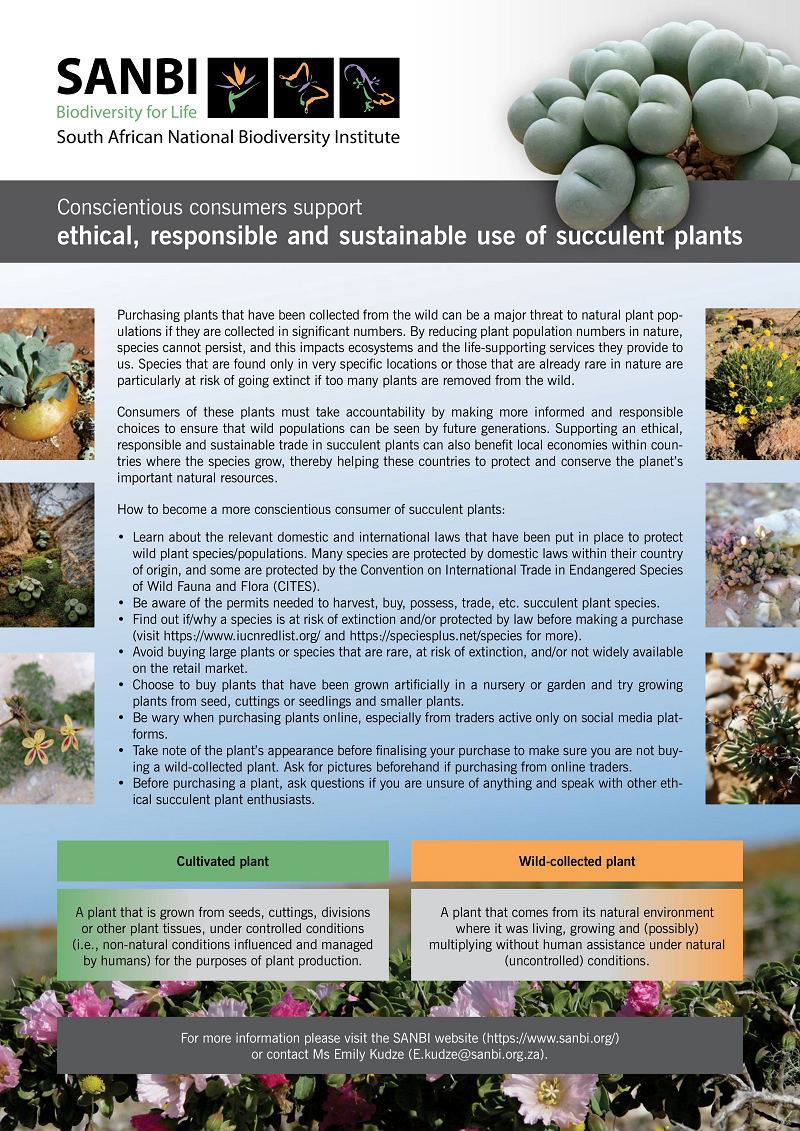 SANBI
Biodiversity for Life
South African National Biodiversity Institute
Conscientious consumers support
ethical, responsible and sustainable use of succulent plants
Purchasing plants that have been collected from the wild can be a major threat to natural plant pop-
ulations if they are collected in significant numbers. By reducing plant population numbers in nature,
species cannot persist, and this impacts ecosystems and the life-supporting services they provide to
us. Species that are found only in very specific locations or those that are already rare in nature are
particularly at risk of going extinct if too many plants are removed from the wild.
Consumers of these plants must take accountability by making more informed and responsible
choices to ensure that wild populations can be seen by future generations. Supporting an ethical,
responsible and sustainable trade in succulent plants can also benefit local economies within coun-
tries where the species grow, thereby helping these countries to protect and conserve the planet's
important natural resources.
How to become a more conscientious consumer of succulent plants:
• Learn about the relevant domestic and international laws that have been put in place to protect
wild plant species/populations. Many species are protected by domestic laws within their country
of origin, and some are protected by the Convention on International Trade in Endangered Species
of Wild Fauna and Flora (CITES).
• Be aware of the permits needed to harvest, buy, possess, trade, etc. succulent plant species.
• Find out if/why a species is at risk of extinction and/or protected by law before making a purchase
(visit https://www.iucnredlist.org/ and https://speciesplus.net/species for more).
• Avoid buying large plants or species that are rare, at risk of extinction, and/or not widely available
on the retail market.
• Choose to buy plants that have been grown artificially in a nursery or garden and try growing
plants from seed, cuttings or seedlings and smaller plants.
• Be wary when purchasing plants online, especially from traders active only on social media plat-
forms.
• Take note of the plant's appearance before finalising your purchase to make sure you are not buy-
ing a wild-collected plant. Ask for pictures beforehand if purchasing from online traders.
• Before purchasing a plant, ask questions if you are unsure of anything and speak with other eth-
ical succulent plant enthusiasts.
Cultivated plant
A plant that is grown from seeds, cuttings, divisions
or other plant tissues, under controlled conditions
(i.e., non-natural conditions influenced and managed
by humans) for the purposes of plant production.
Wild-collected plant
A plant that comes from its natural environment
where it was living, growing and (possibly)
multiplying without human assistance under natural
(uncontrolled) conditions.
For more information please visit the SANBI website (https://www.sanbi.org/)
or contact Ms Emily Kudze (E.kudze@sanbi.org.za).